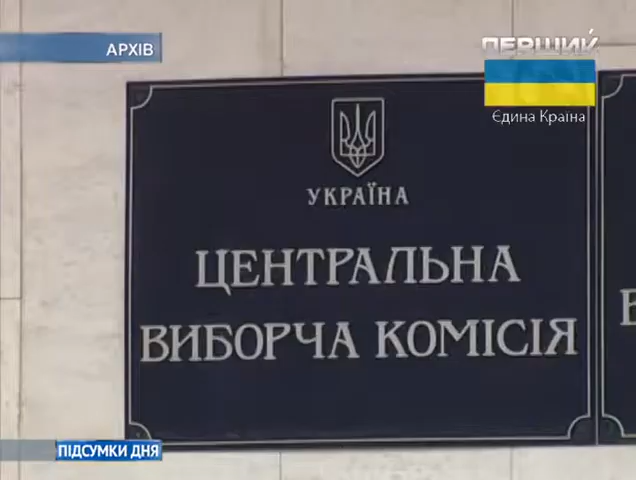 АРХІВ
ПЕРШИЙ
Єдина Країна
УКРАЇНА
ЦЕНТРАЛЬНА
ВИБОРЧА КОМІСІЯ
ПІДСУМКИ ДНЯ